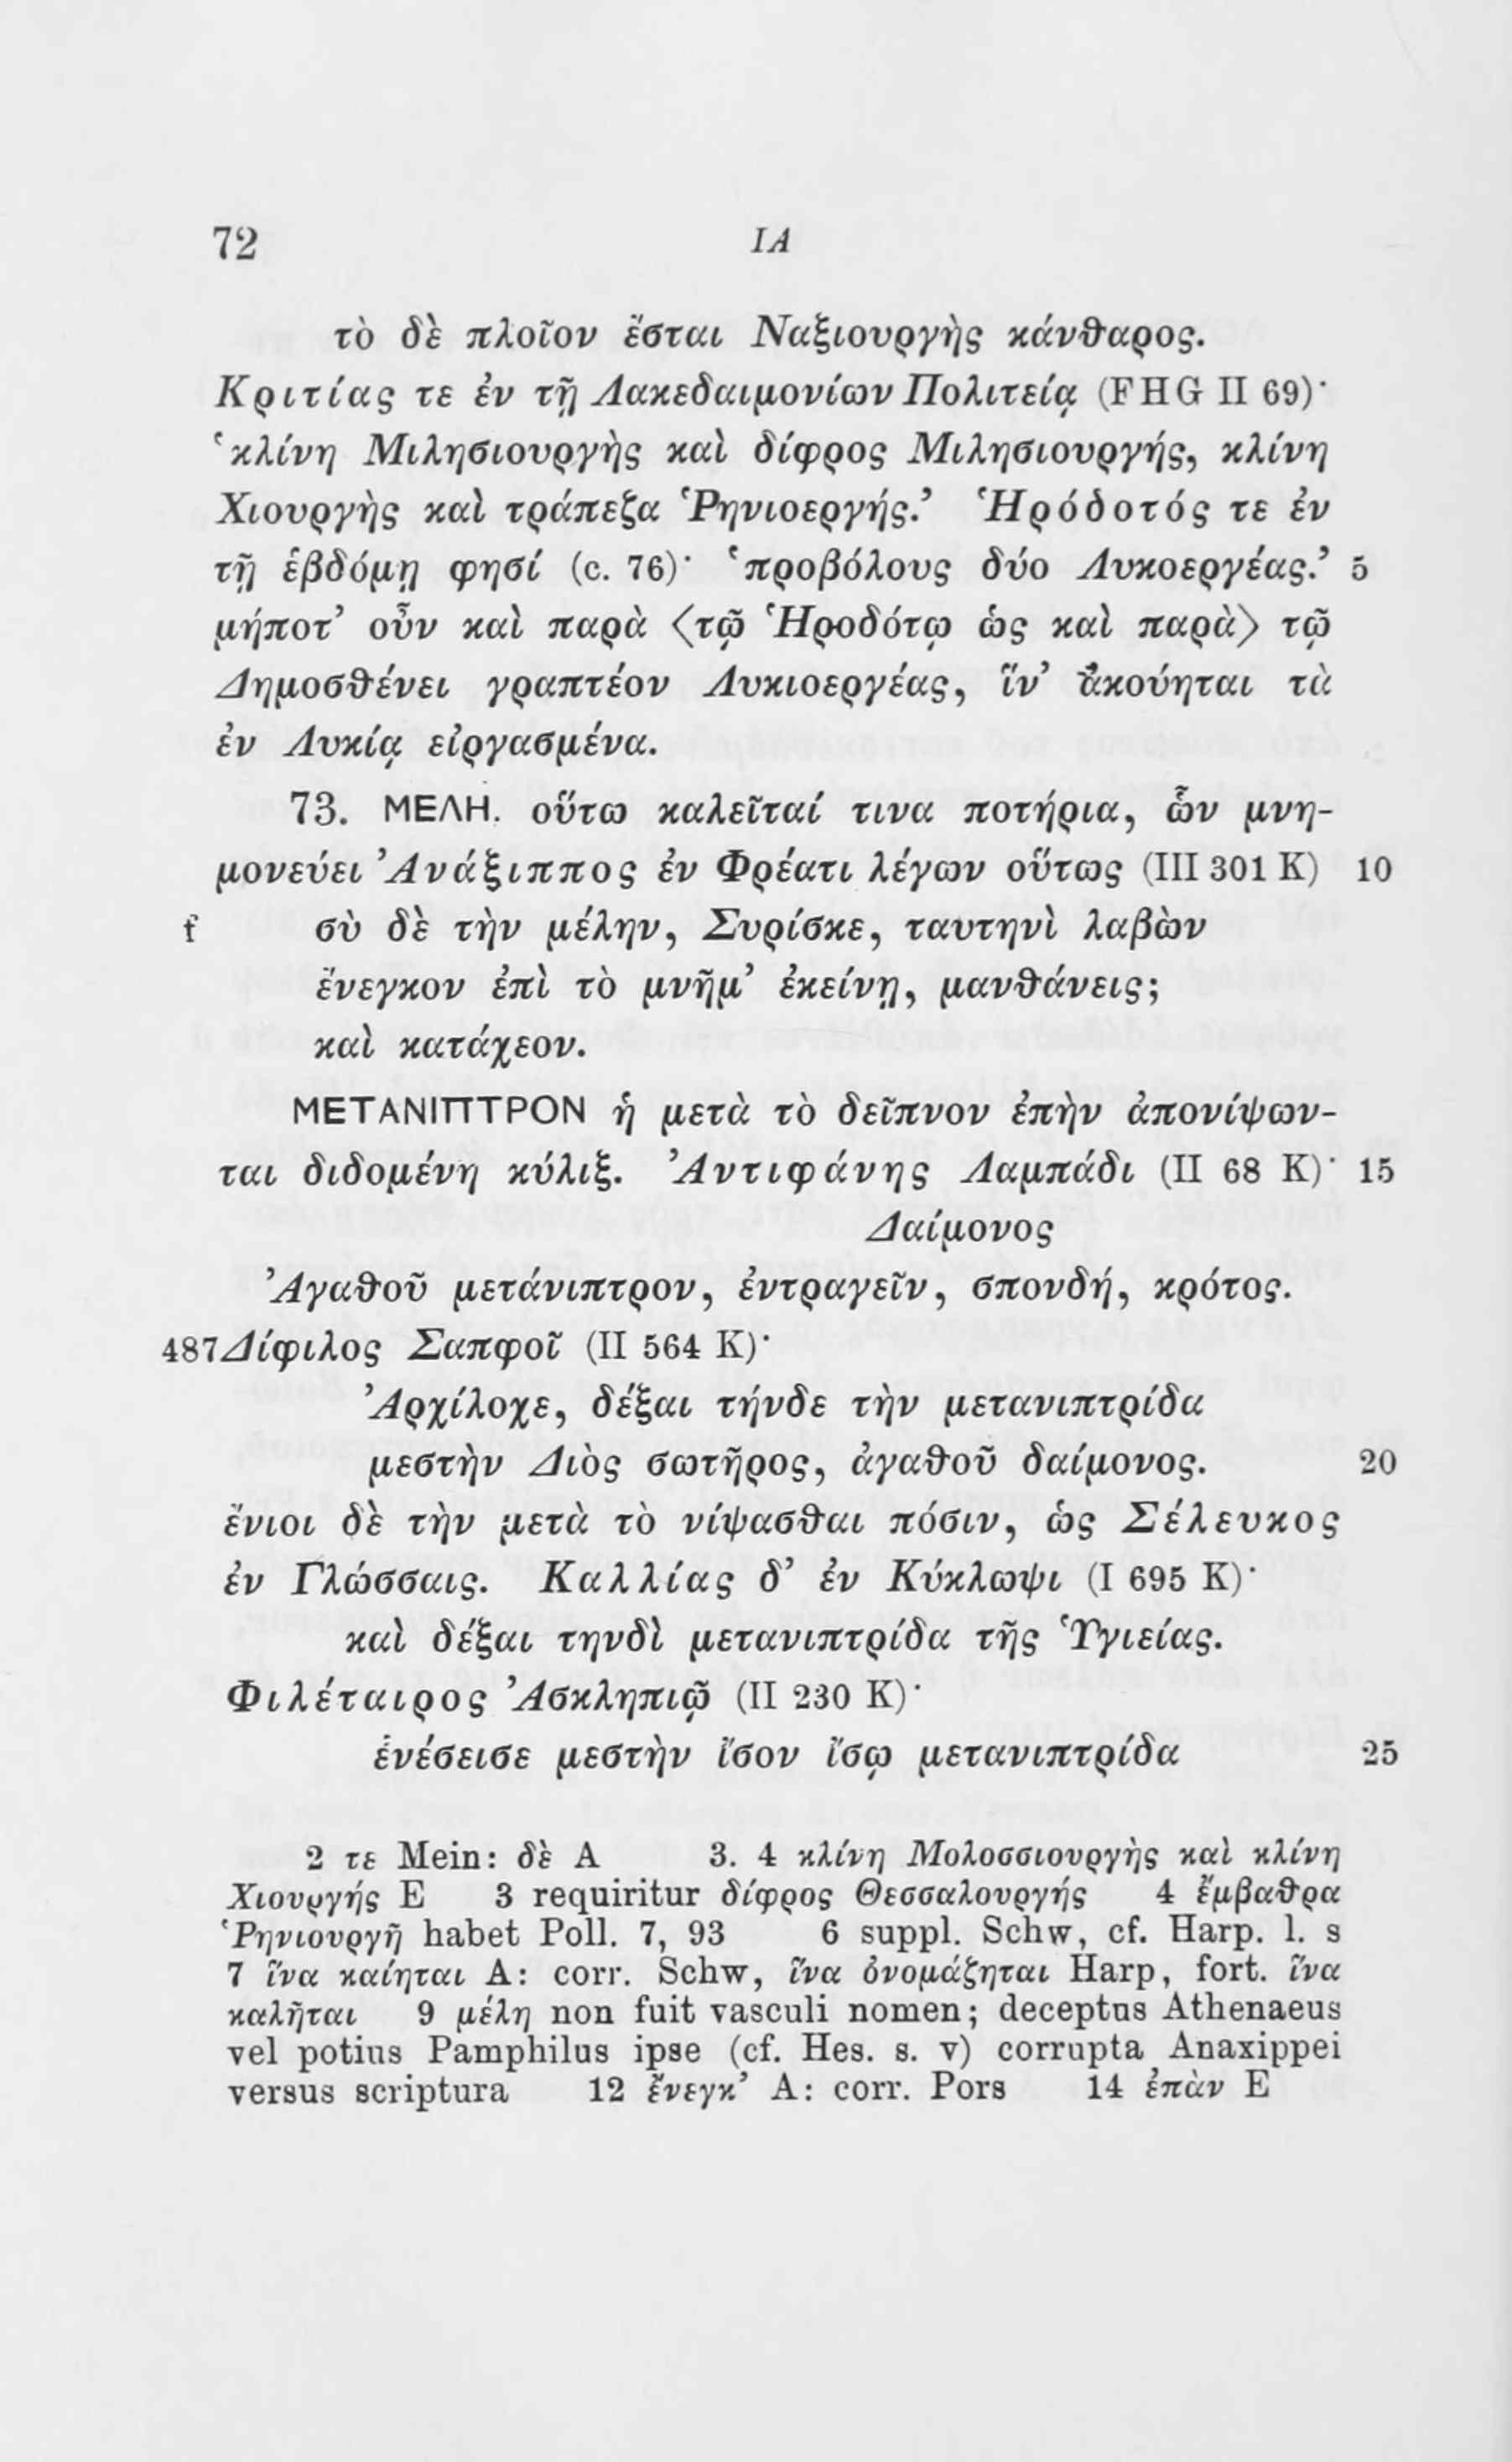 72 ΙΑ
τὸ δὲ πλοῖον ἔσται Ναξιουργὴς κάνθαρος.
Κριτίας τε ἐν τῇ Λακεδαιμονίων Πολιτείᾳ (FHG II 69)·
‘κλίνη Μιλησιουργὴς καὶ δίφρος Μιλησιουργής, κλίνη
Χιουργὴς καὶ τράπεζα Ῥηνιοεργής.’ Ἡρόδοτός τε ἐν
τῇ ἑβδόμῃ φησί (c. 76)· ‘προβόλους δύο Λυκοεργέας.’ 5
μήποτ’ οὖν καὶ παρὰ <τῷ Ἡροδότῳ ὡς καὶ παρὰ> τῷ
Δημοσθένει γραπτέον Λυκιοεργέας, ἵν’ ἀκούηται τὰ
ἐν Λυκίᾳ εἰργασμένα.
73. ΜΕΛΗ. οὕτω καλεῖταί τινα ποτήρια, ὧν μνη-
μονεύει Ἀνάξιππος ἐν Φρέατι λέγων οὕτως (III 301 K) 10
f σὺ δὲ τὴν μέλην, Συρίσκε, ταυτηνὶ λαβὼν
ἔνεγκον ἐπὶ τὸ μνῆμ’ ἐκείνῃ, μανθάνεις;
καὶ κατάχεον.
ΜΕΤΑΝΙΠΤΡΟΝ ἡ μετὰ τὸ δεῖπνον ἐπὴν ἀπονίψων-
ται διδομένη κύλιξ. Ἀντιφάνης Λαμπάδι (II 68 K)· 15
Δαίμονος
Ἀγαθοῦ μετάνιπτρον, ἐντραγεῖν, σπονδή, κρότος.
487 Δίφιλος Σαπφοῖ (II 564 K)·
Ἀρχίλοχε, δέξαι τήνδε τὴν μετανιπτρίδα
μεστὴν Διὸς σωτῆρος, ἀγαθοῦ δαίμονος. 20
ἔνιοι δὲ τὴν μετὰ τὸ νίψασθαι πόσιν, ὡς Σέλευκος
ἐν Γλώσσαις. Καλλίας δ’ ἐν Κύκλωψι (I 695 K)·
καὶ δέξαι τηνδὶ μετανιπτρίδα τῆς Ὑγιείας.
Φιλέταιρος Ἀσκληπιῷ (II 230 K)·
ἐνέσεισε μεστὴν ἴσον ἴσῳ μετανιπτρίδα 25
2 τε Mein: δὲ A 3. 4 κλίνη Μολοσσιουργὴς καὶ κλίνη
Χιουργής E 3 requiritur δίφρος Θεσσαλουργής 4 ἔμβαθρα
Ῥηνιουργῆ habet Poll. 7, 93 6 suppl. Schw, cf. Harp. l. s
7 ἵνα καίηται A: corr. Schw, ἵνα ὀνομάζηται Harp, fort. ἵνα
καλῆται 9 μέλη non fuit vasculi nomen; deceptus Athenaeus
vel potius Pamphilus ipse (cf. Hes. s. v) corrupta Anaxippei
versus scriptura 12 ἔνεγκ’ A: corr. Pors 14 ἐπὰν E